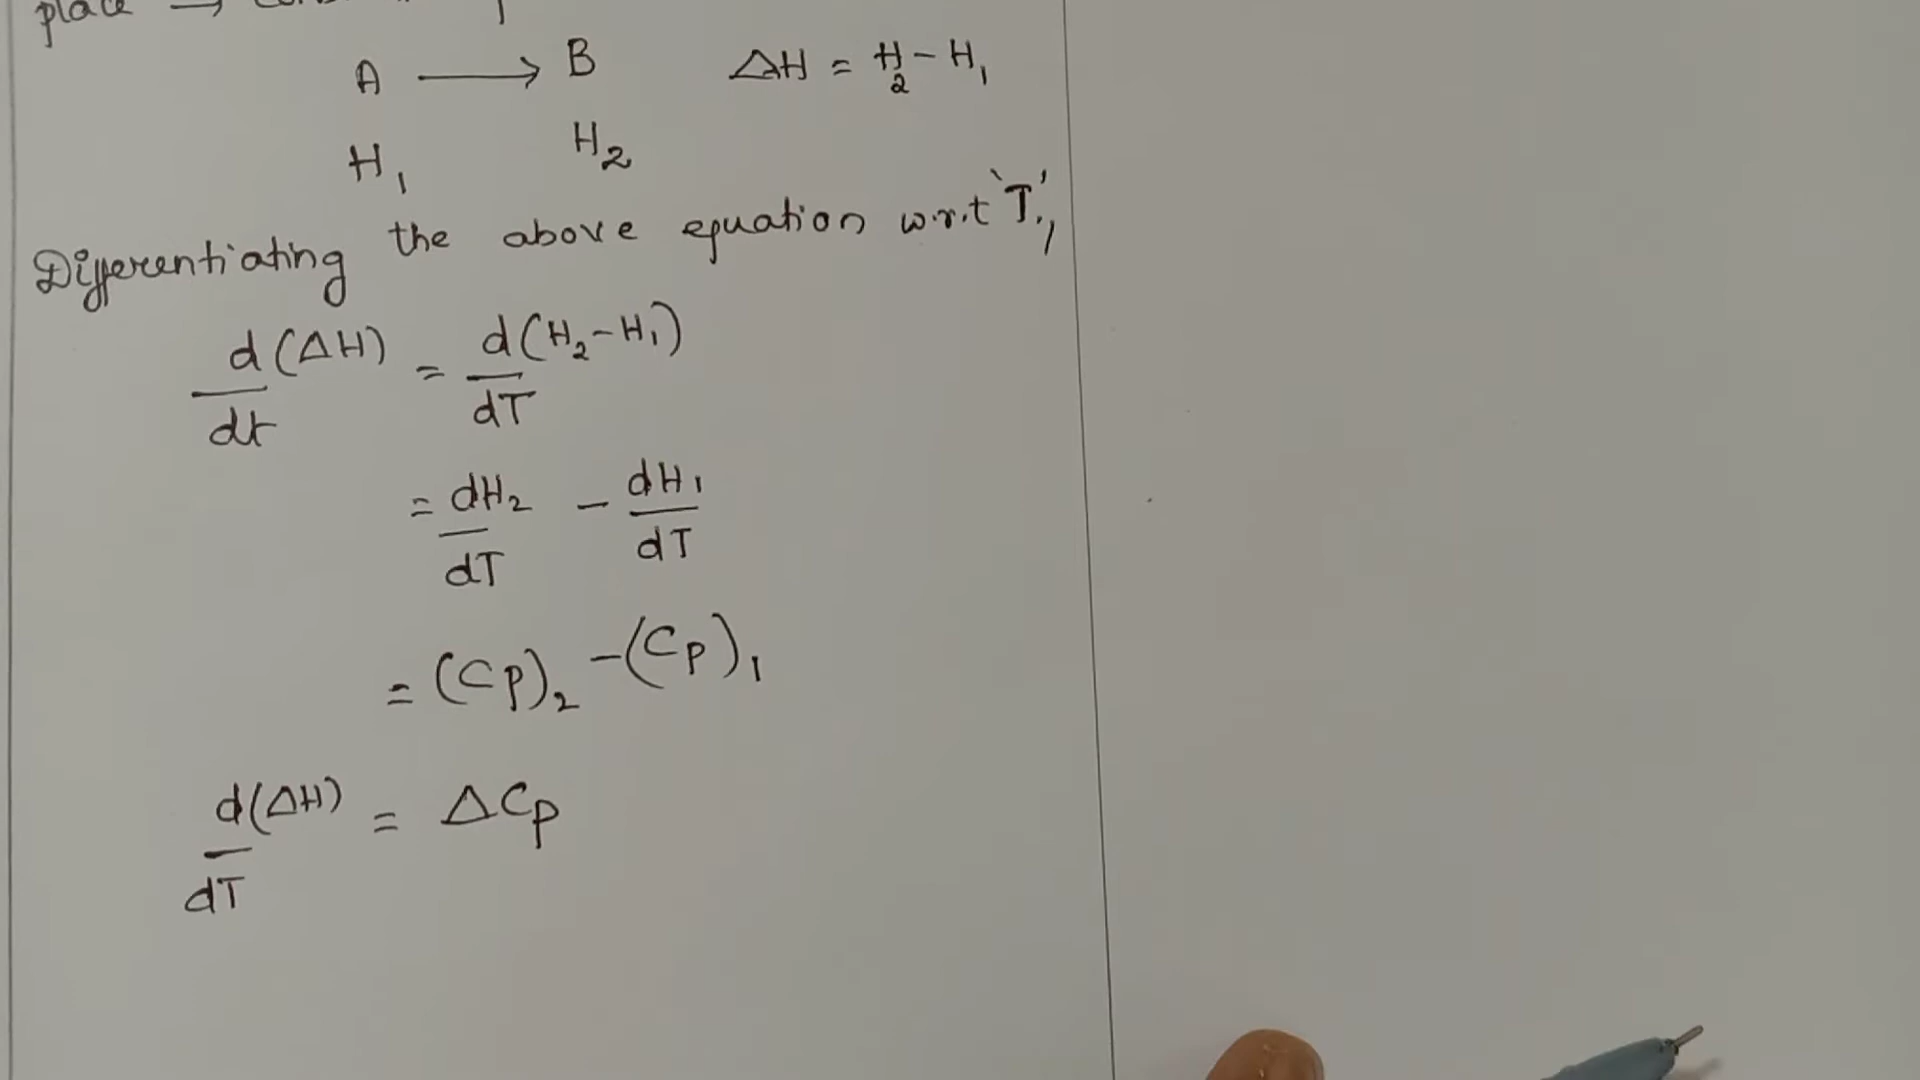 place →
A ⟶ B ΔH = H₂ - H₁
H₁ H₂
Differentiating the above equation w.r.t 'T',
d(ΔH)/dt = d(H₂-H₁)/dT
= dH₂/dT - dH₁/dT
= (Cp)₂ - (Cp)₁
d(ΔH)/dT = ΔCp